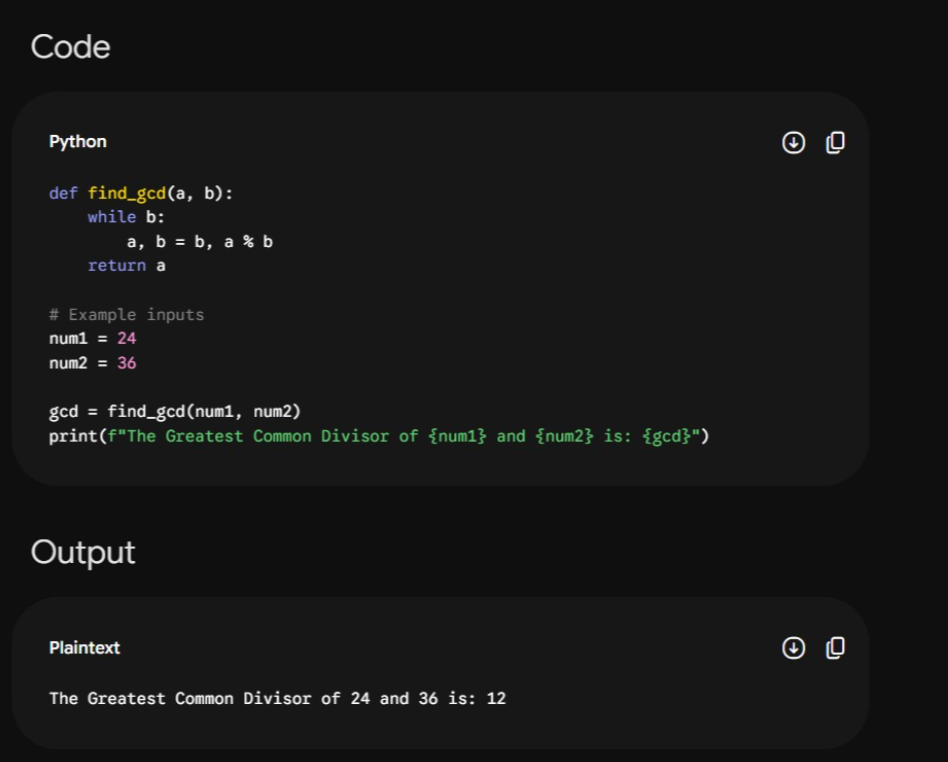 Code
Python
def find_gcd(a, b):
    while b:
        a, b = b, a % b
    return a
# Example inputs
num1 = 24
num2 = 36
gcd = find_gcd(num1, num2)
print(f"The Greatest Common Divisor of {num1} and {num2} is: {gcd}")
Output
Plaintext
The Greatest Common Divisor of 24 and 36 is: 12